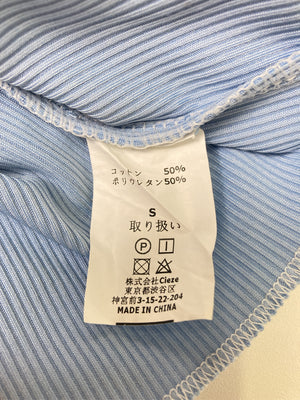 コットン 50%
ポリウレタン50%
S
取り扱い
P
株式会社Cieze
東京都渋谷区
神宮前3-15-22-204
MADE IN CHINA